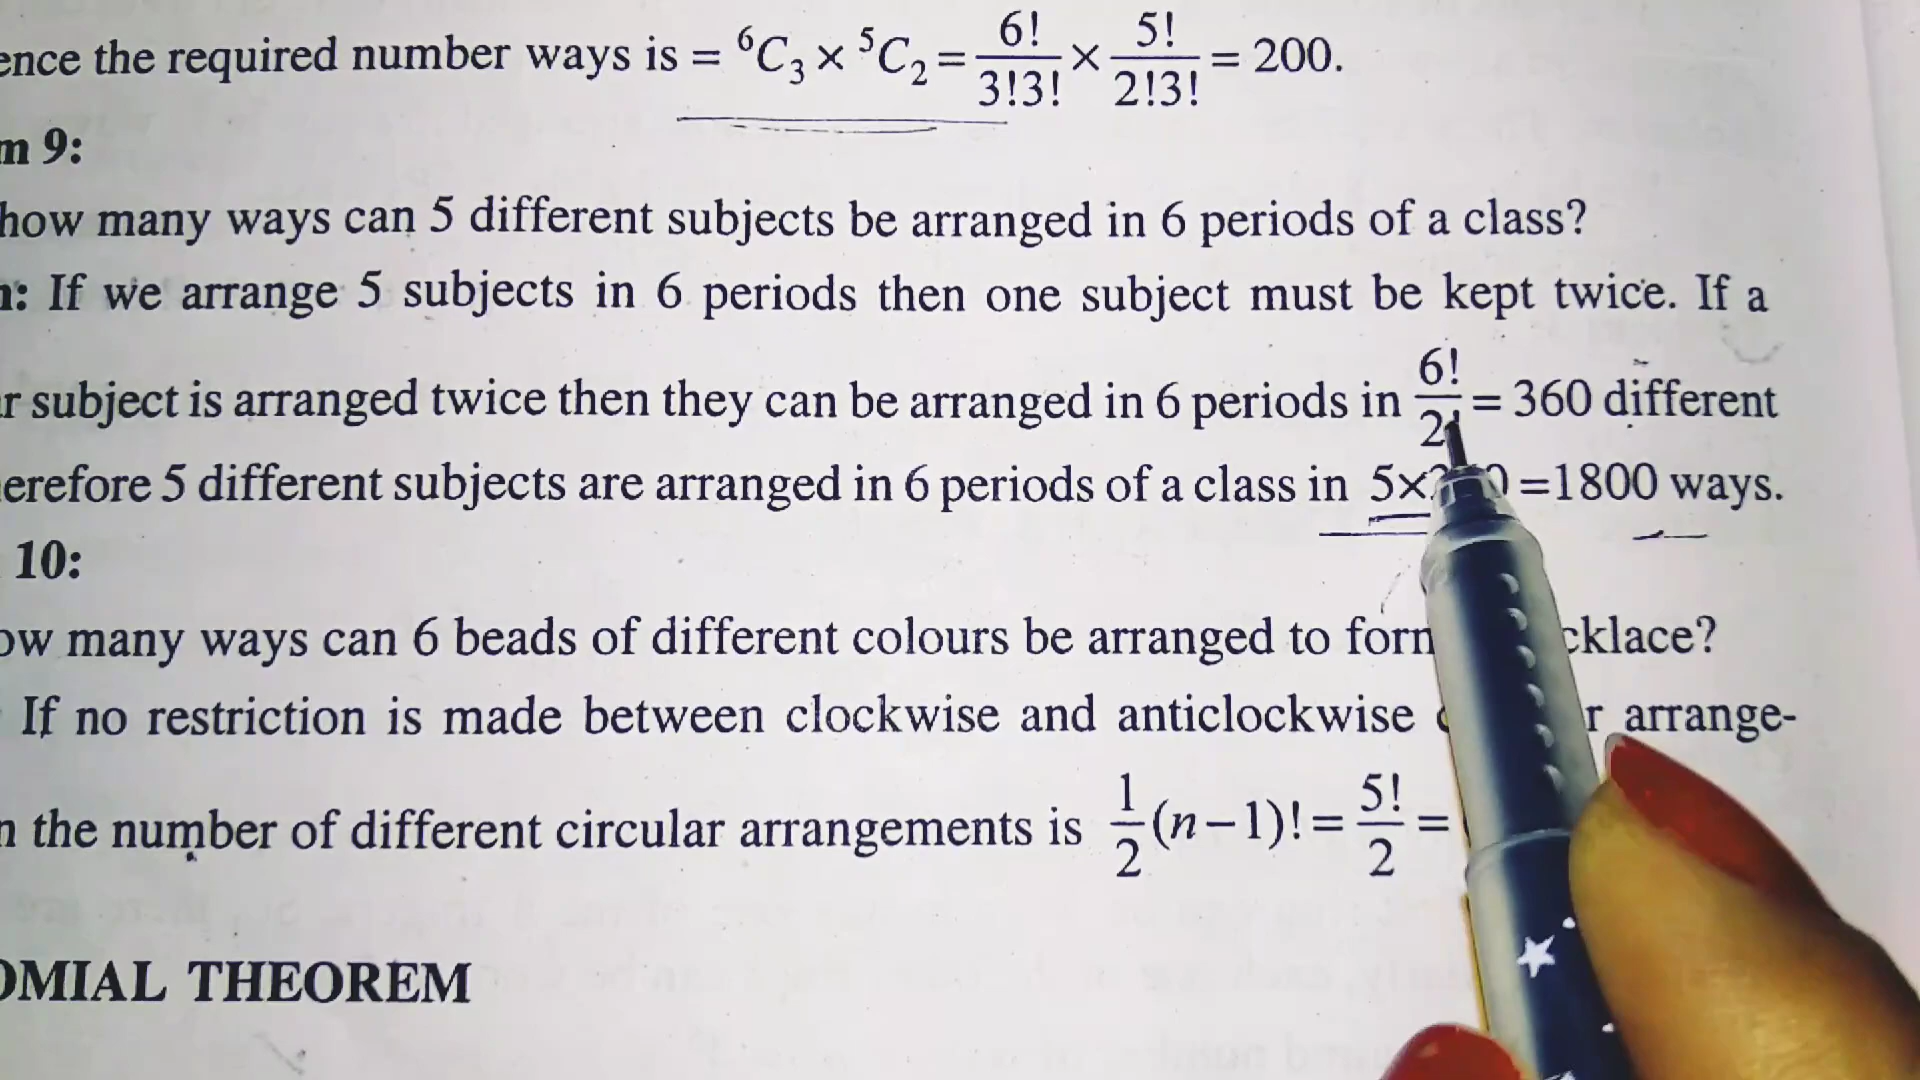 ence the required number ways is = ⁶C₃ × ⁵C₂ = 6!/3!3! × 5!/2!3! = 200.
m 9:
how many ways can 5 different subjects be arranged in 6 periods of a class?
n: If we arrange 5 subjects in 6 periods then one subject must be kept twice. If a
r subject is arranged twice then they can be arranged in 6 periods in 6!/2! = 360 different
erefore 5 different subjects are arranged in 6 periods of a class in 5× 0 =1800 ways.
10:
ow many ways can 6 beads of different colours be arranged to form cklace?
If no restriction is made between clockwise and anticlockwise r arrange-
n the number of different circular arrangements is 1/2 (n−1)! = 5!/2 =
OMIAL THEOREM